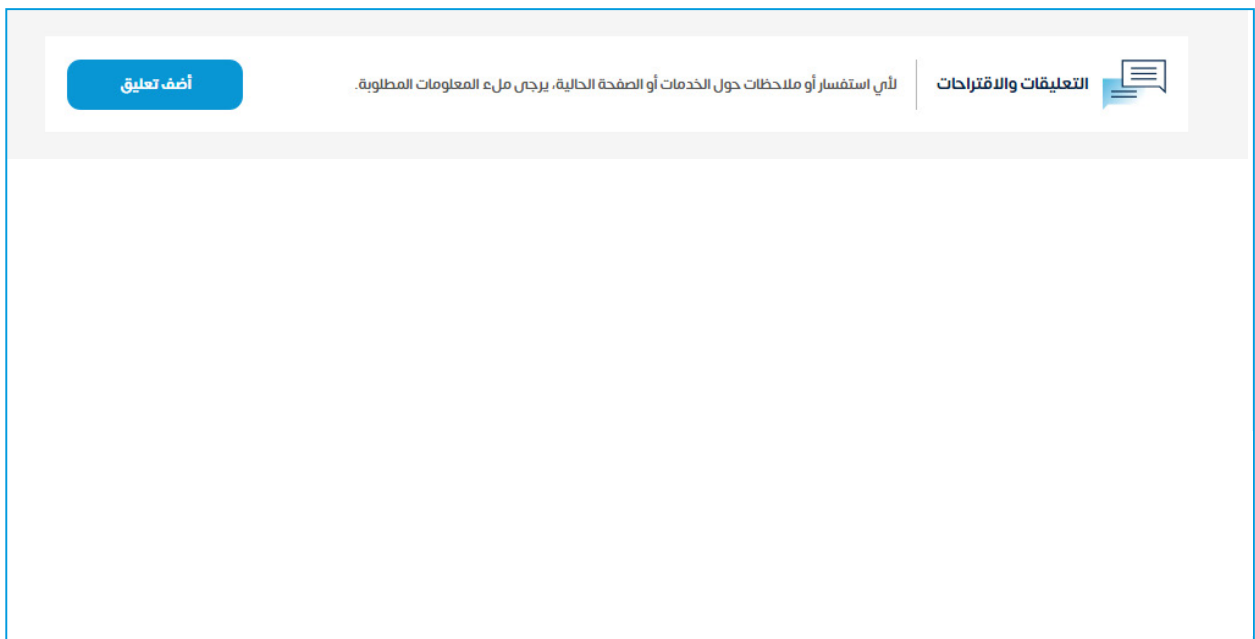 التعليقات والاقتراحات
لأي استفسار أو ملاحظات حول الخدمات أو الصفحة الحالية، يرجى ملء المعلومات المطلوبة.
أضف تعليق